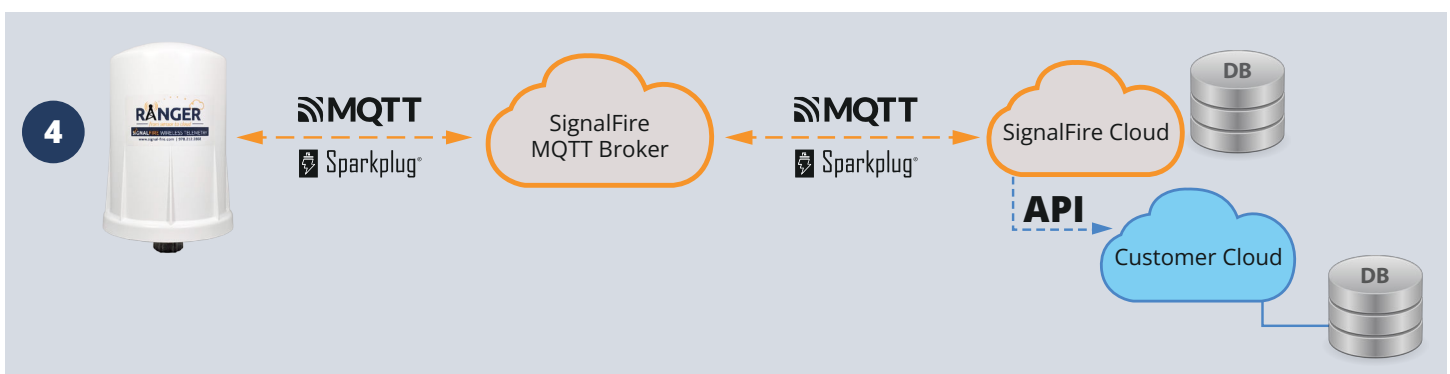 4
RANGER
SIGNALFIRE WIRELESS TELEMETRY
MQTT
Sparkplug®
SignalFire
MQTT Broker
MQTT
Sparkplug®
SignalFire Cloud
DB
API
Customer Cloud
DB